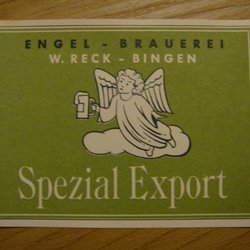 ENGEL - BRAUEREI
W. RECK - BINGEN
Spezial Export